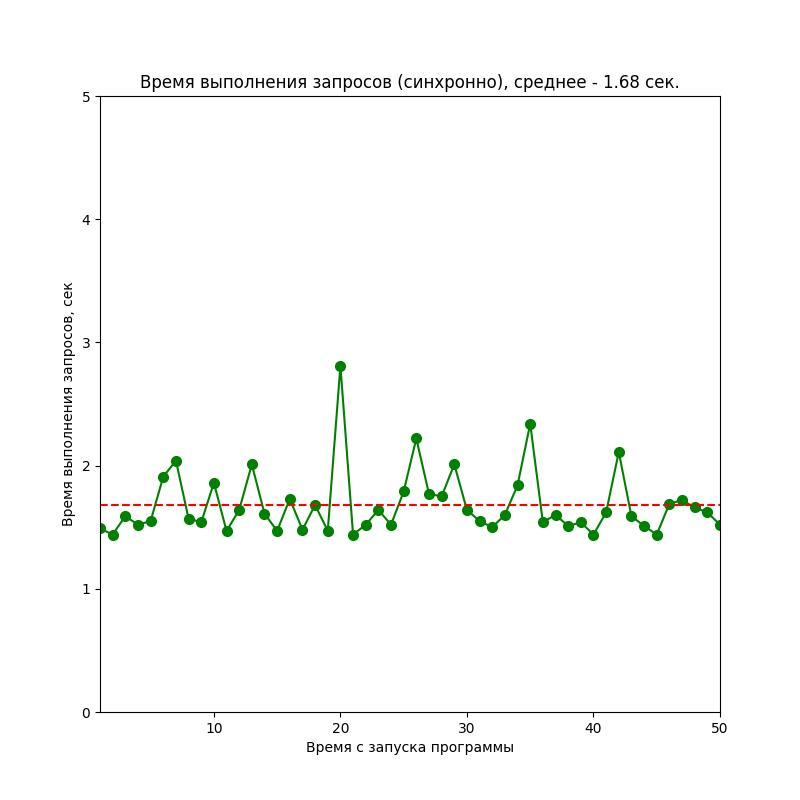 Время выполнения запросов (синхронно), среднее - 1.68 сек.
5
4
3
2
1
0
Время выполнения запросов, сек
10 20 30 40 50
Время с запуска программы